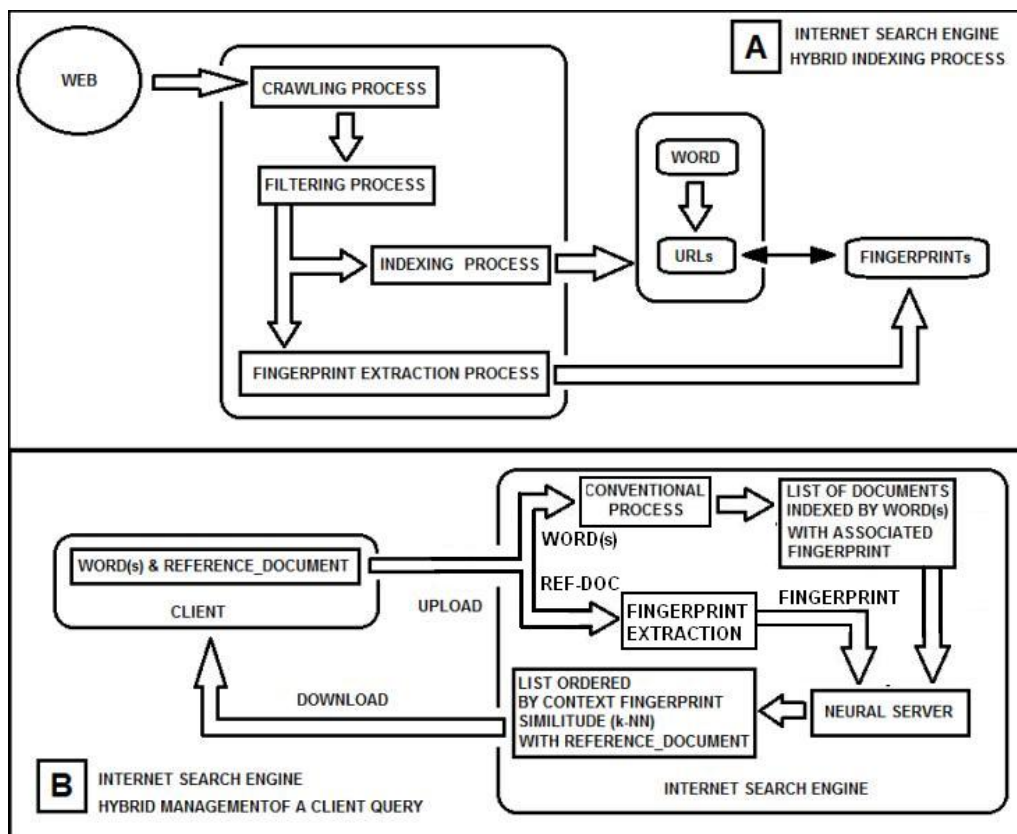 A
INTERNET SEARCH ENGINE
HYBRID INDEXING PROCESS
WEB
CRAWLING PROCESS
FILTERING PROCESS
INDEXING PROCESS
FINGERPRINT EXTRACTION PROCESS
WORD
URLs
FINGERPRINTs
WORD(s) & REFERENCE_DOCUMENT
CLIENT
UPLOAD
WORD(s)
REF-DOC
CONVENTIONAL
PROCESS
LIST OF DOCUMENTS
INDEXED BY WORD(s)
WITH ASSOCIATED
FINGERPRINT
FINGERPRINT
EXTRACTION
FINGERPRINT
NEURAL SERVER
LIST ORDERED
BY CONTEXT FINGERPRINT
SIMILITUDE (k-NN)
WITH REFERENCE_DOCUMENT
DOWNLOAD
INTERNET SEARCH ENGINE
B
INTERNET SEARCH ENGINE
HYBRID MANAGEMENTOF A CLIENT QUERY